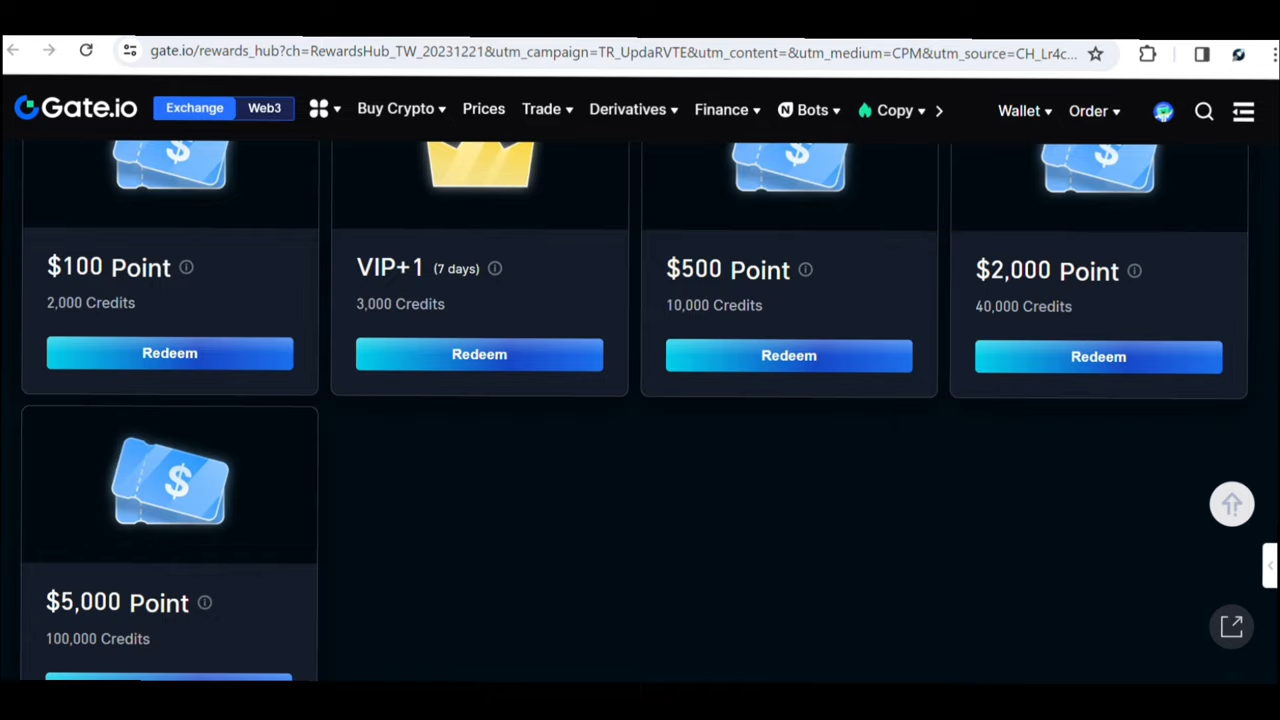 gate.io/rewards_hub?ch=RewardsHub_TW_20231221&utm_campaign=TR_UpdaRVTE&utm_content=&utm_medium=CPM&utm_source=CH_Lr4c...
Gate.io Exchange Web3 Buy Crypto Prices Trade Derivatives Finance Bots Copy Wallet Order
$100 Point VIP+1 (7 days) $500 Point $2,000 Point
2,000 Credits 3,000 Credits 10,000 Credits 40,000 Credits
Redeem Redeem Redeem Redeem
$
$5,000 Point
100,000 Credits